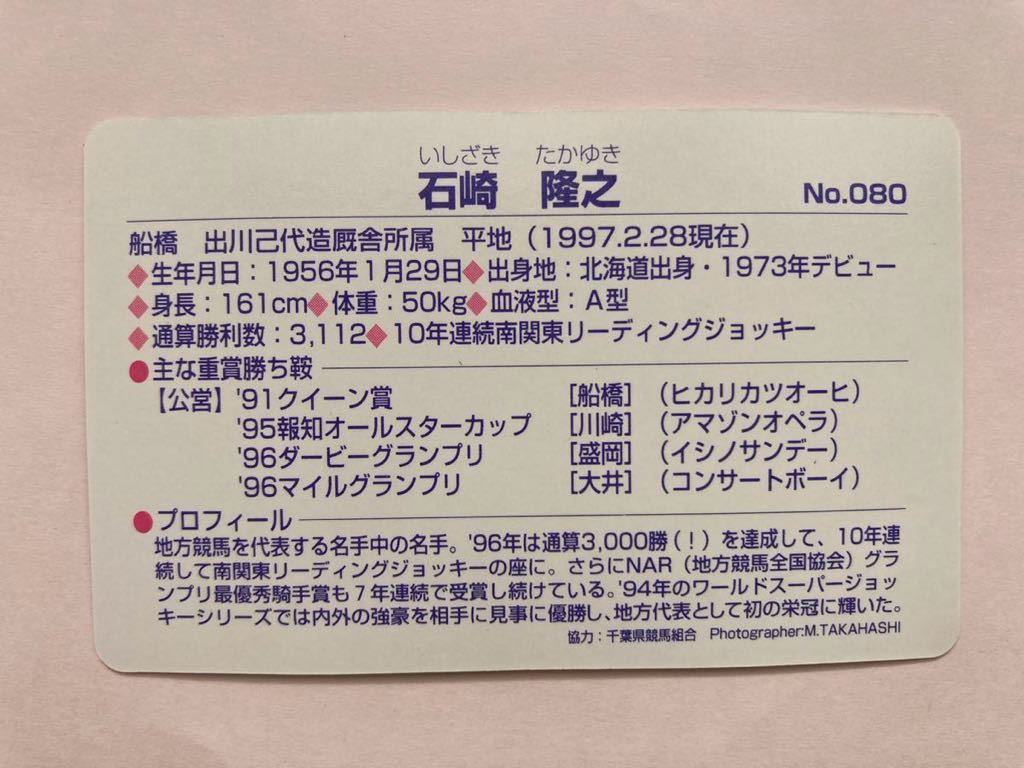 いしざき たかゆき
石崎 隆之 No.080
船橋 出川己代造厩舎所属 平地（1997.2.28現在）
◆生年月日：1956年1月29日◆出身地：北海道出身・1973年デビュー
◆身長：161cm◆体重：50kg◆血液型：A型
◆通算勝利数：3,112◆10年連続南関東リーディングジョッキー
●主な重賞勝ち鞍
【公営】'91クイーン賞 [船橋] （ヒカリカツオーヒ）
'95報知オールスターカップ [川崎] （アマゾンオペラ）
'96ダービーグランプリ [盛岡] （イシノサンデー）
'96マイルグランプリ [大井] （コンサートボーイ）
●プロフィール
地方競馬を代表する名手中の名手。'96年は通算3,000勝（！）を達成して、10年連
続して南関東リーディングジョッキーの座に。さらにNAR（地方競馬全国協会）グラ
ンプリ最優秀騎手賞も7年連続で受賞し続けている。'94年のワールドスーパージョッ
キーシリーズでは内外の強豪を相手に見事に優勝し、地方代表として初の栄冠に輝いた。
協力：千葉県競馬組合 Photographer:M.TAKAHASHI